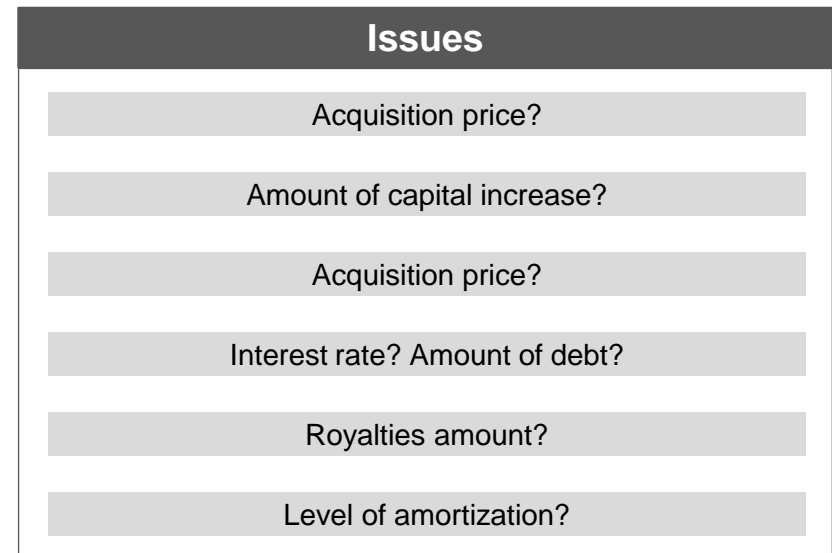 Issues
Acquisition price?
Amount of capital increase?
Acquisition price?
Interest rate? Amount of debt?
Royalties amount?
Level of amortization?